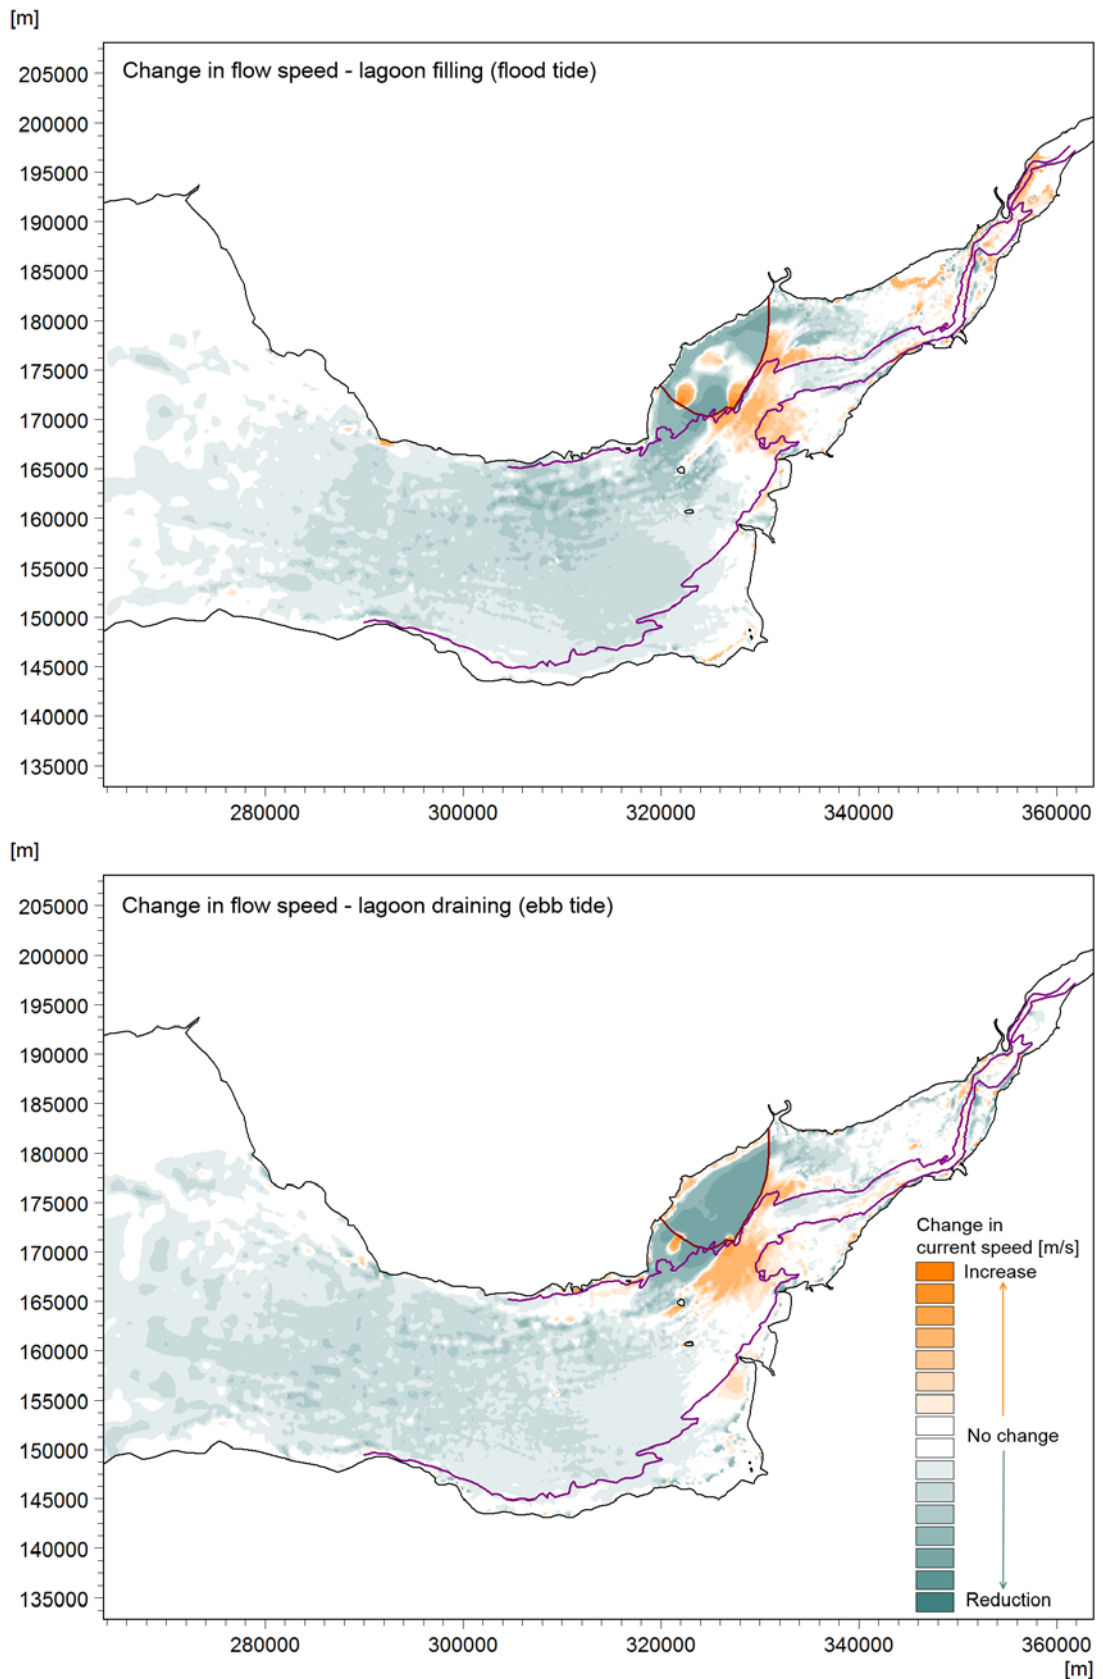 [m]
Change in flow speed - lagoon filling (flood tide)
205000
200000
195000
190000
185000
180000
175000
170000
165000
160000
155000
150000
145000
140000
135000
280000 300000 320000 340000 360000
[m]
Change in flow speed - lagoon draining (ebb tide)
205000
200000
195000
190000
185000
180000
175000
170000
165000
160000
155000
150000
145000
140000
135000
Change in
current speed [m/s]
Increase
No change
Reduction
280000 300000 320000 340000 360000
[m]